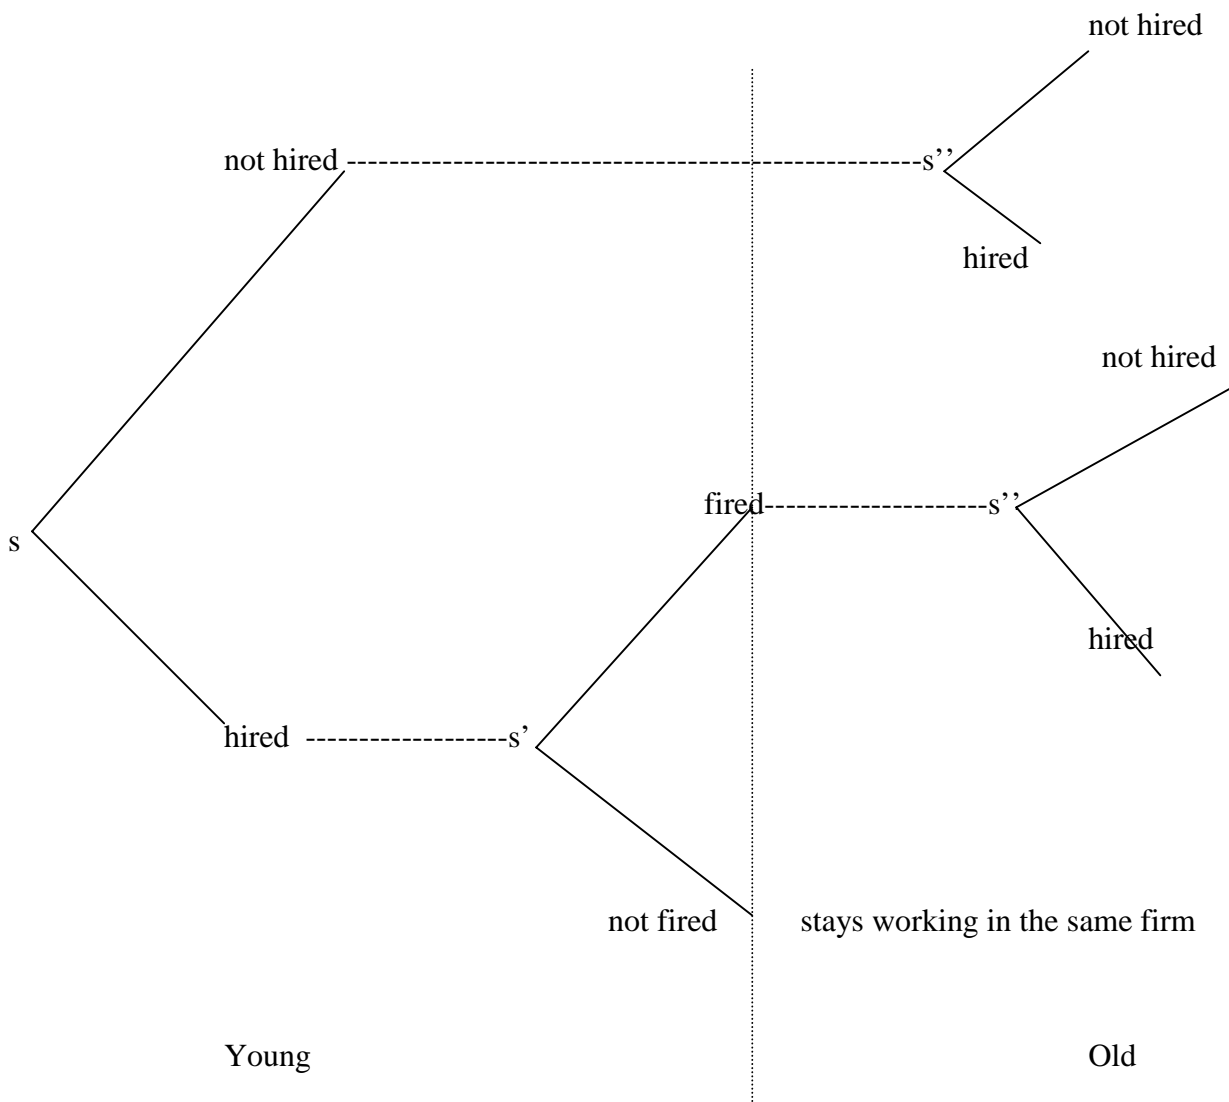 not hired
not hired ---------------------------------------------s’’
hired
not hired
fired------------------s’’
s
hired
hired ------------------s’
not fired stays working in the same firm
Young Old